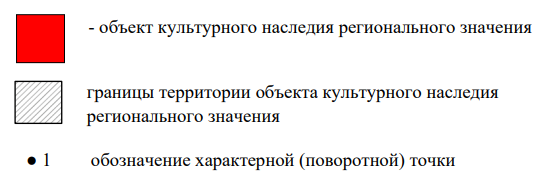 - объект культурного наследия регионального значения
границы территории объекта культурного наследия
регионального значения
● 1 обозначение характерной (поворотной) точки